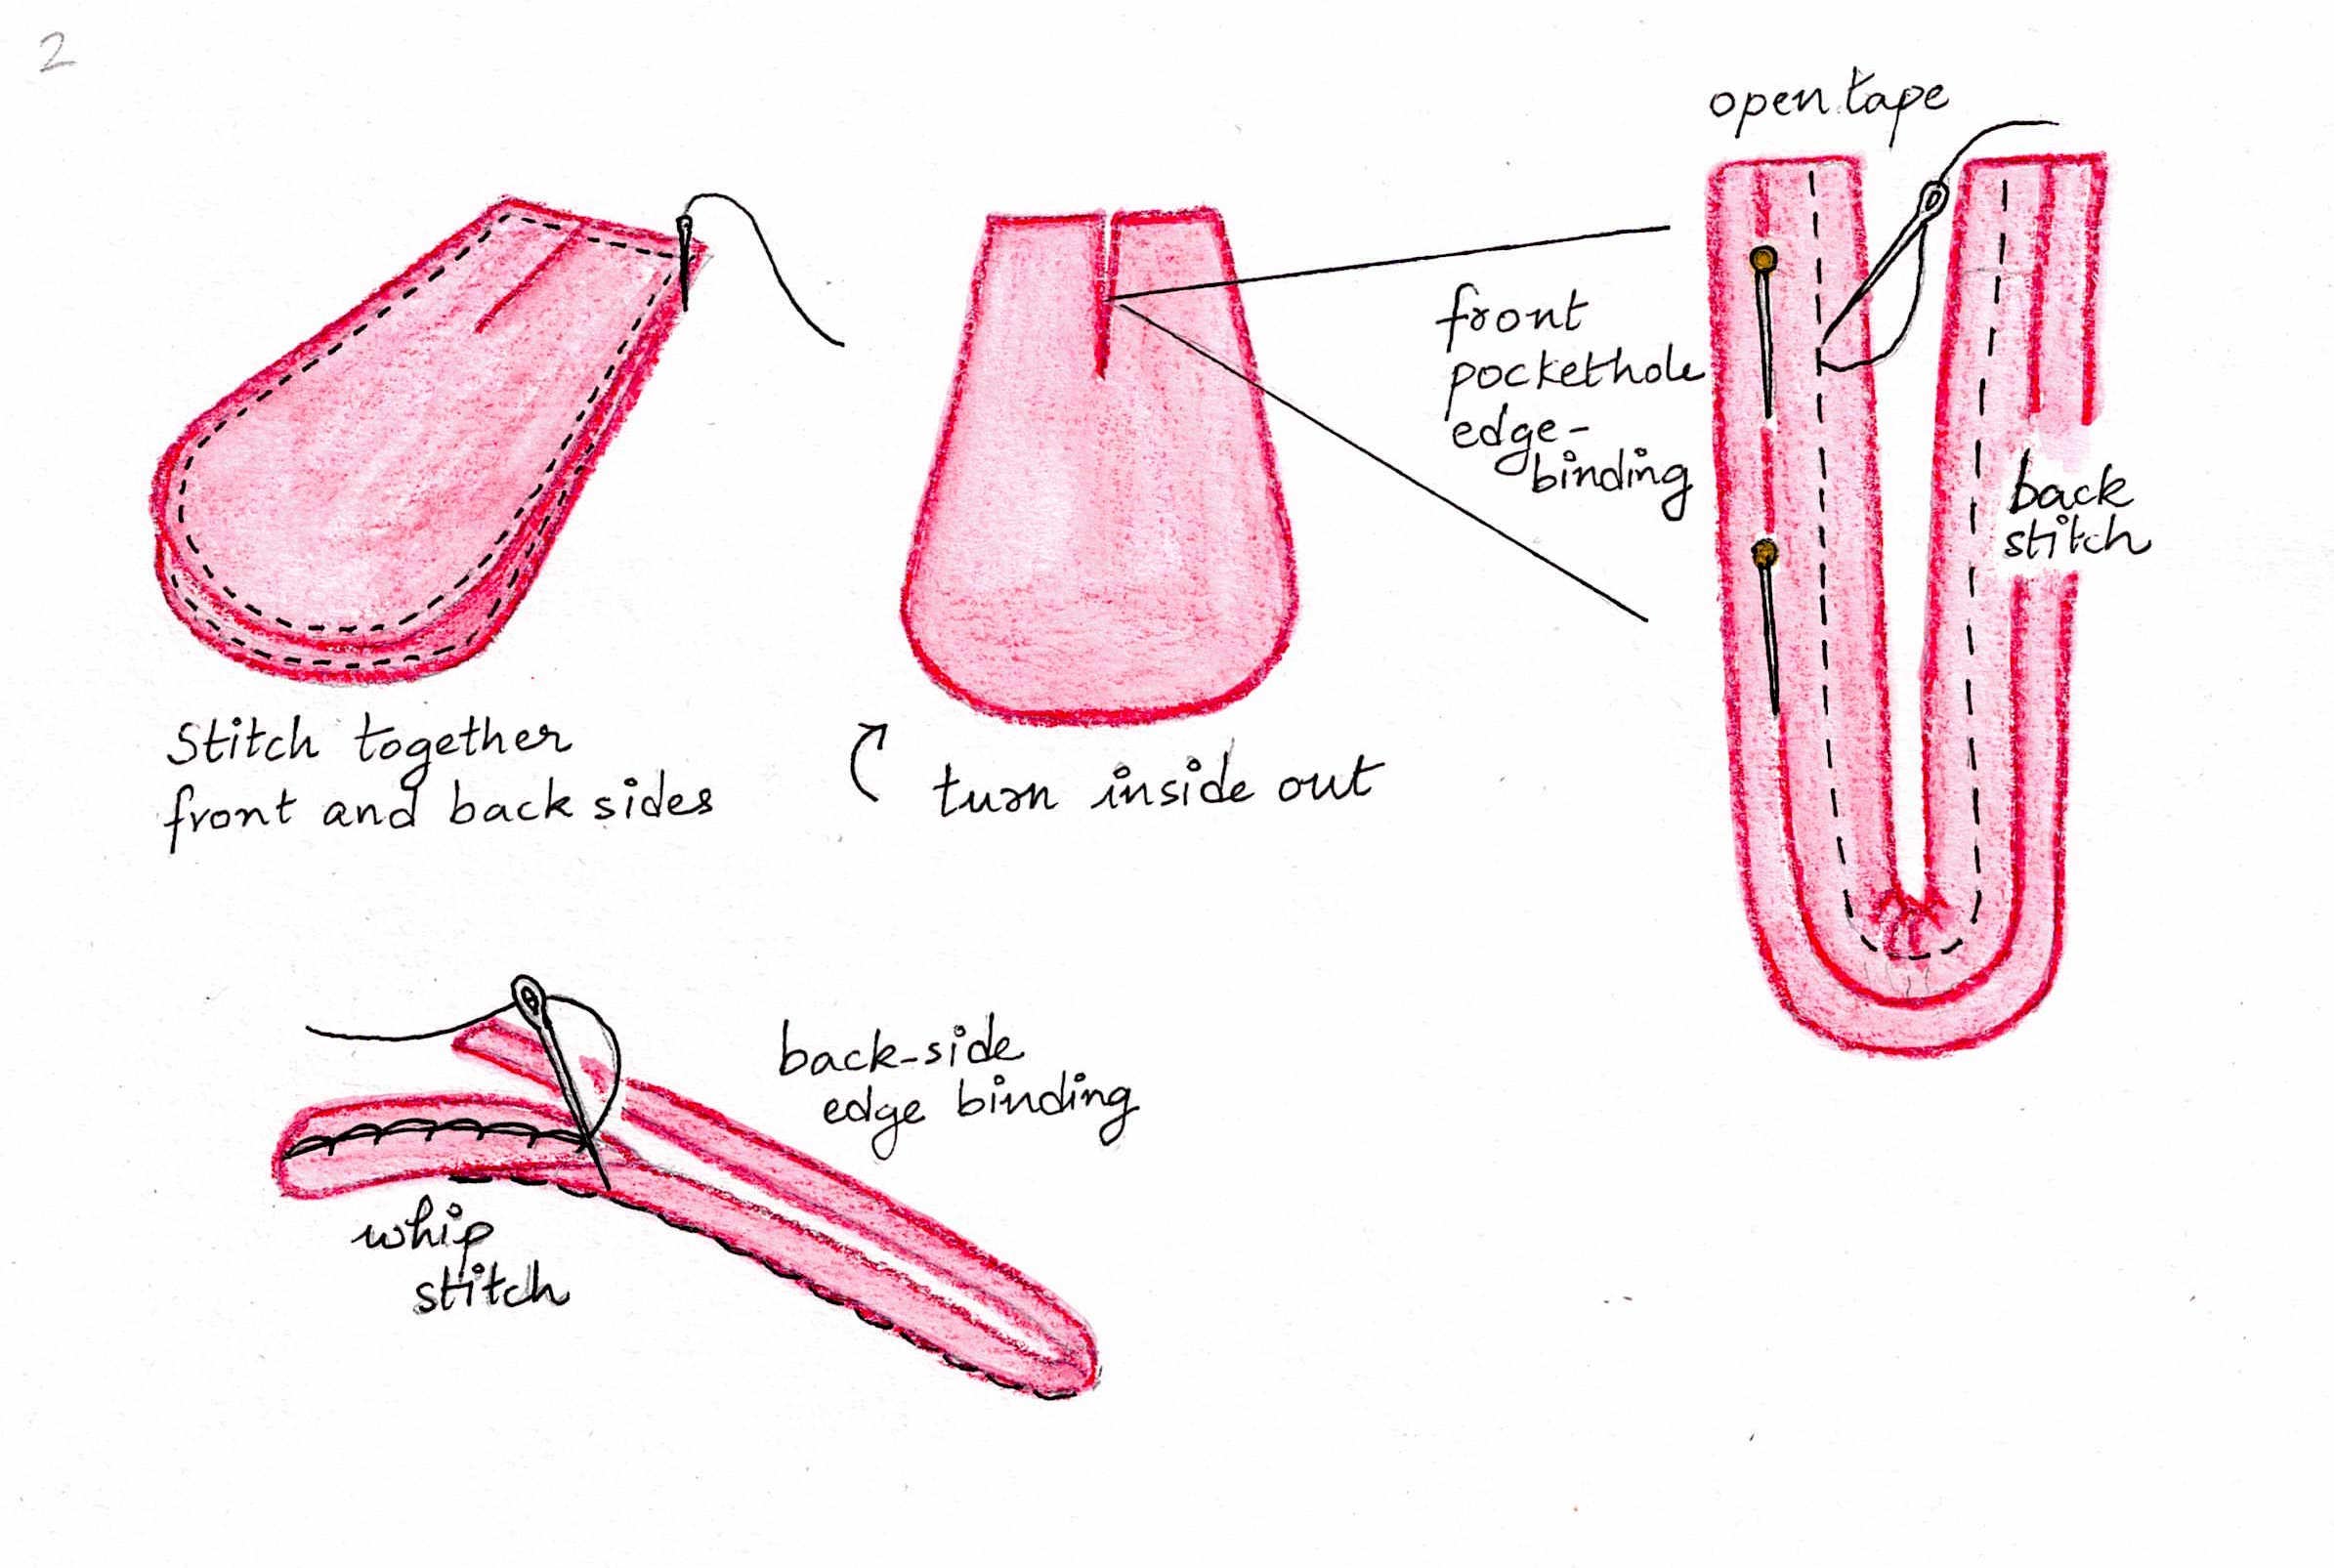 2
Stitch together
front and back sides
turn inside out
front
pockethole
edge-
binding
open tape
back
stitch
back-side
edge binding
whip
stitch